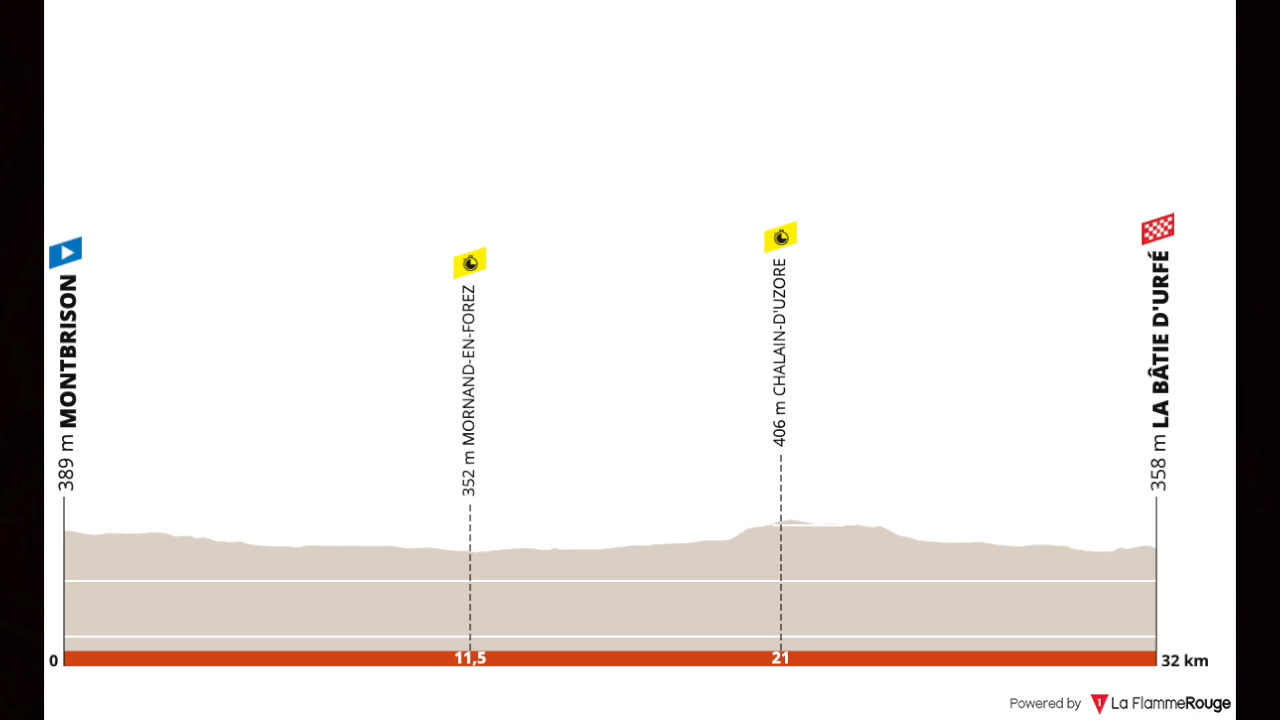 389 m MONTBRISON
352 m MORNAND-EN-FOREZ
406 m CHALAIN-D'UZORE
358 m LA BÂTIE D'URFÉ
0
11,5
21
32 km
Powered by La FlammeRouge